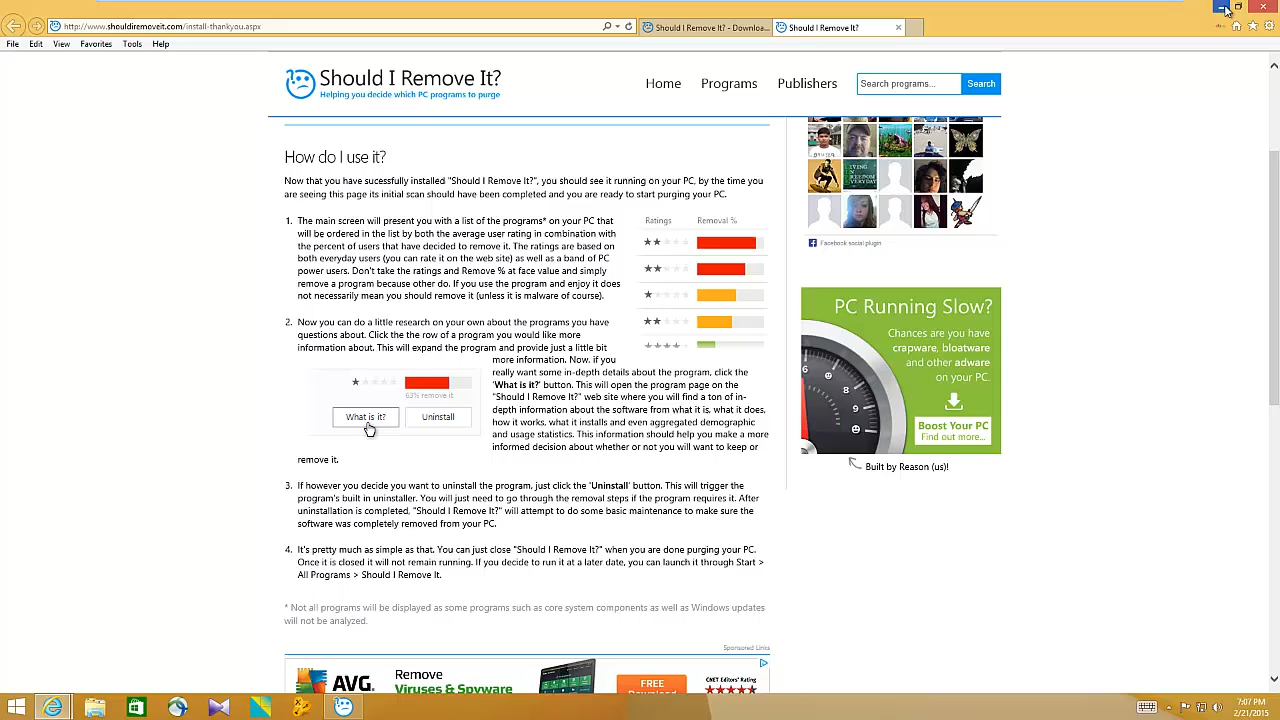 http://www.shouldiremoveit.com/install-thankyou.aspx
Should I Remove It? - Downloa...
Should I Remove It?
File Edit View Favorites Tools Help
Should I Remove It?
Helping you decide which PC programs to purge
Home Programs Publishers
Search programs...
Search
How do I use it?
Now that you have sucessfully installed "Should I Remove It?", you should see it running on your PC, by the time you
are seeing this page its initial scan should have been completed and you are ready to start purging your PC.
1. The main screen will present you with a list of the programs* on your PC that
will be ordered in the list by both the average user rating in combination with
the percent of users that have decided to remove it. The ratings are based on
both everyday users (you can rate it on the web site) as well as a band of PC
power users. Don't take the ratings and Remove % at face value and simply
remove a program because other do. If you use the program and enjoy it does
not necessarily mean you should remove it (unless it is malware of course).
Ratings Removal %
2. Now you can do a little research on your own about the programs you have
questions about. Click the the row of a program you would like more
information about. This will expand the program and provide just a little bit
more information. Now, if you
really want some in-depth details about the program, click the
'What is it?' button. This will open the program page on the
"Should I Remove It?" web site where you will find a ton of in-
depth information about the software from what it is, what it does,
how it works, what it installs and even aggregated demographic
and usage statistics. This information should help you make a more
informed decision about whether or not you will want to keep or
remove it.
63% remove it
What is it?
Uninstall
3. If however you decide you want to uninstall the program, just click the 'Uninstall' button. This will trigger the
program's built in uninstaller. You will just need to go through the removal steps if the program requires it. After
uninstallation is completed, "Should I Remove It?" will attempt to do some basic maintenance to make sure the
software was completely removed from your PC.
4. It's pretty much as simple as that. You can just close "Should I Remove It?" when you are done purging your PC.
Once it is closed it will not remain running. If you decide to run it at a later date, you can launch it through Start >
All Programs > Should I Remove It.
* Not all programs will be displayed as some programs such as core system components as well as Windows updates
will not be analyzed.
Sponsored Links
AVG.
Remove
Viruses & Spyware
FREE
Download
CNET Editors' Rating
LIVING
IN
FREEDOM
EVERYDAY
Facebook social plugin
PC Running Slow?
Chances are you have
crapware, bloatware
and other adware
on your PC.
8
9
Boost Your PC
Find out more...
Built by Reason (us)!
7:07 PM
2/21/2015